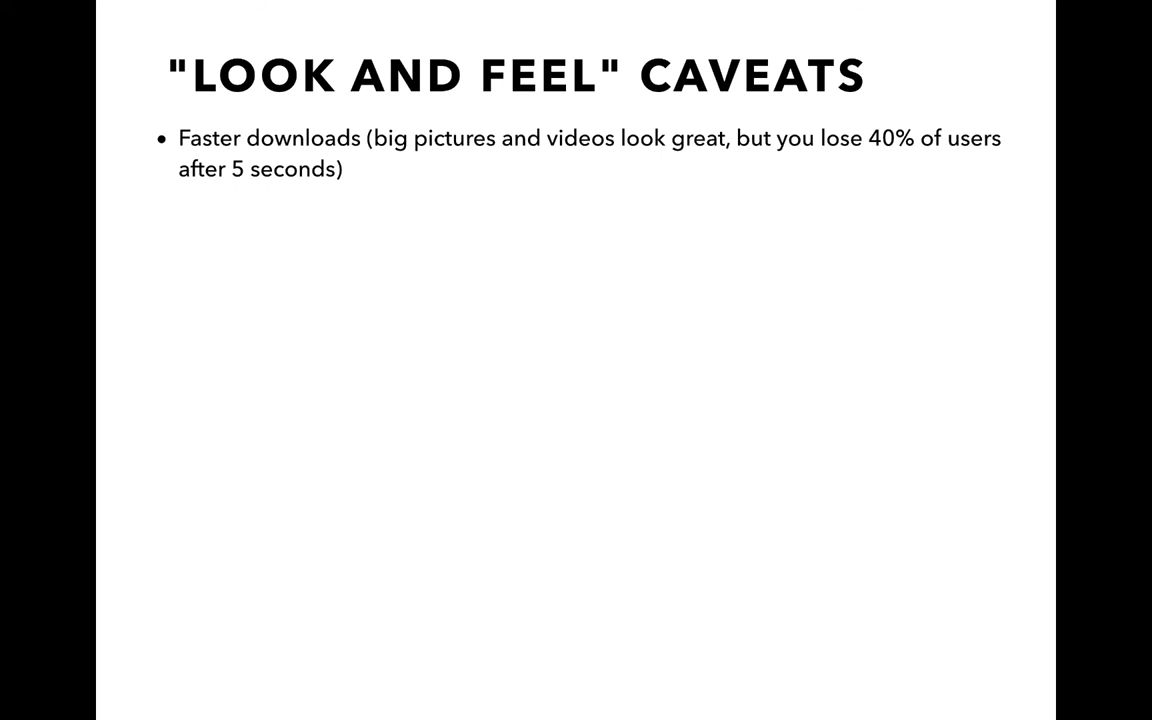 "LOOK AND FEEL" CAVEATS
• Faster downloads (big pictures and videos look great, but you lose 40% of users
after 5 seconds)